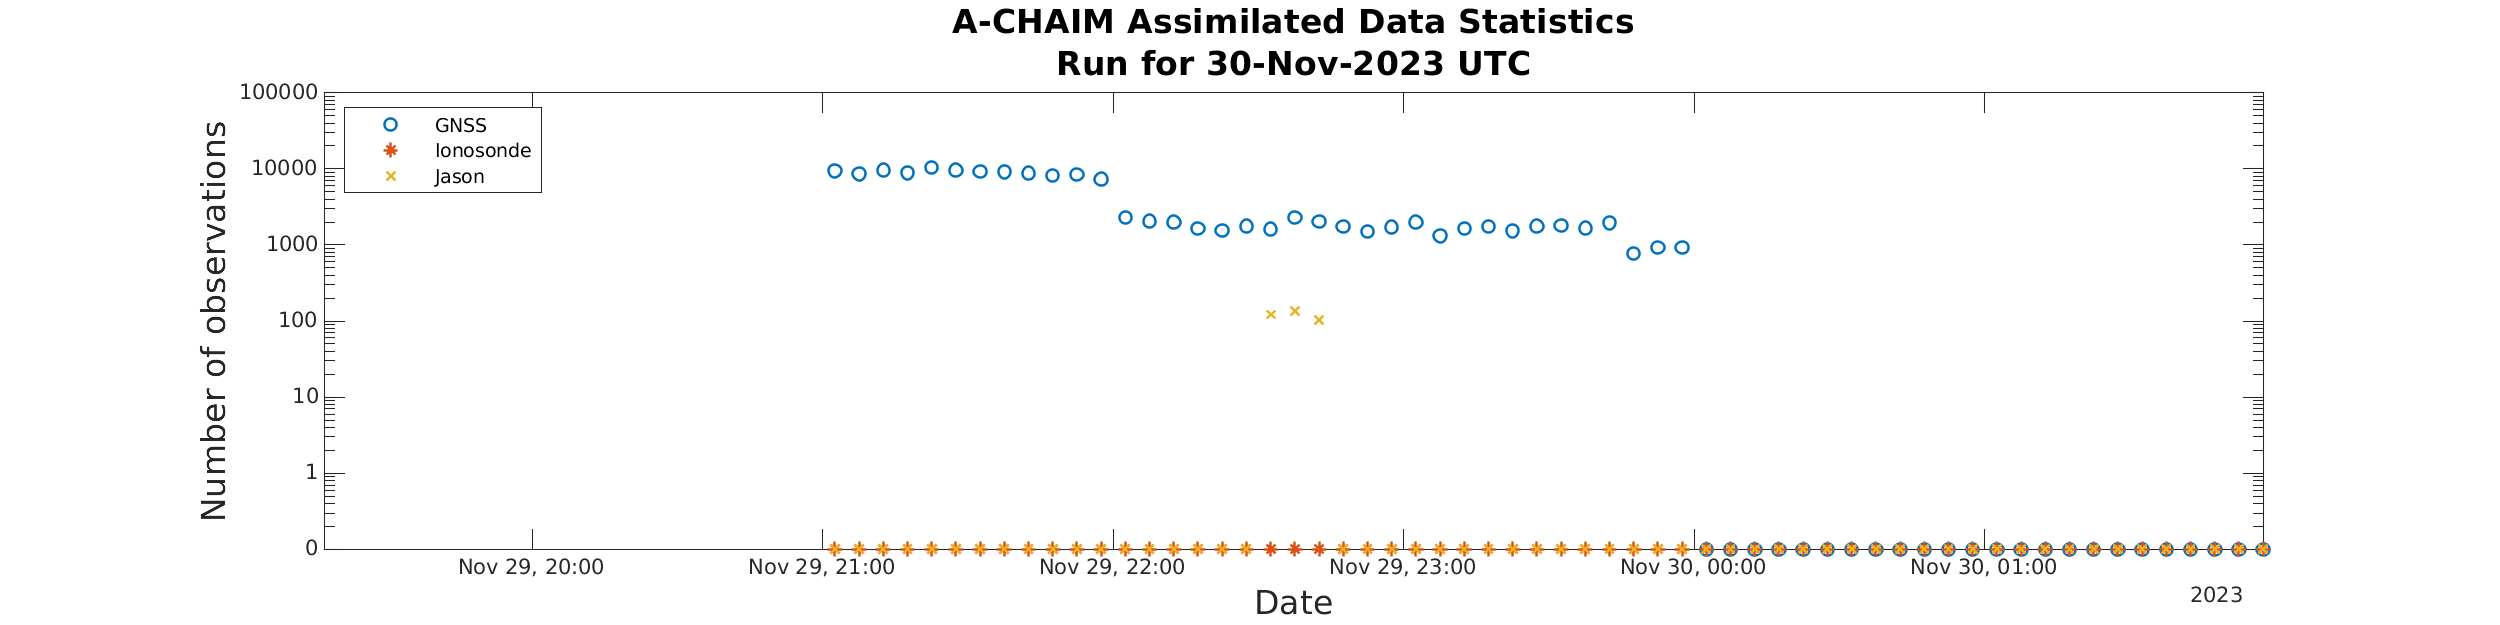 A-CHAIM Assimilated Data Statistics
Run for 30-Nov-2023 UTC
100000
10000
1000
100
10
1
0
Number of observations
GNSS
Ionosonde
Jason
Nov 29, 20:00
Nov 29, 21:00
Nov 29, 22:00
Nov 29, 23:00
Nov 30, 00:00
Nov 30, 01:00
2023
Date